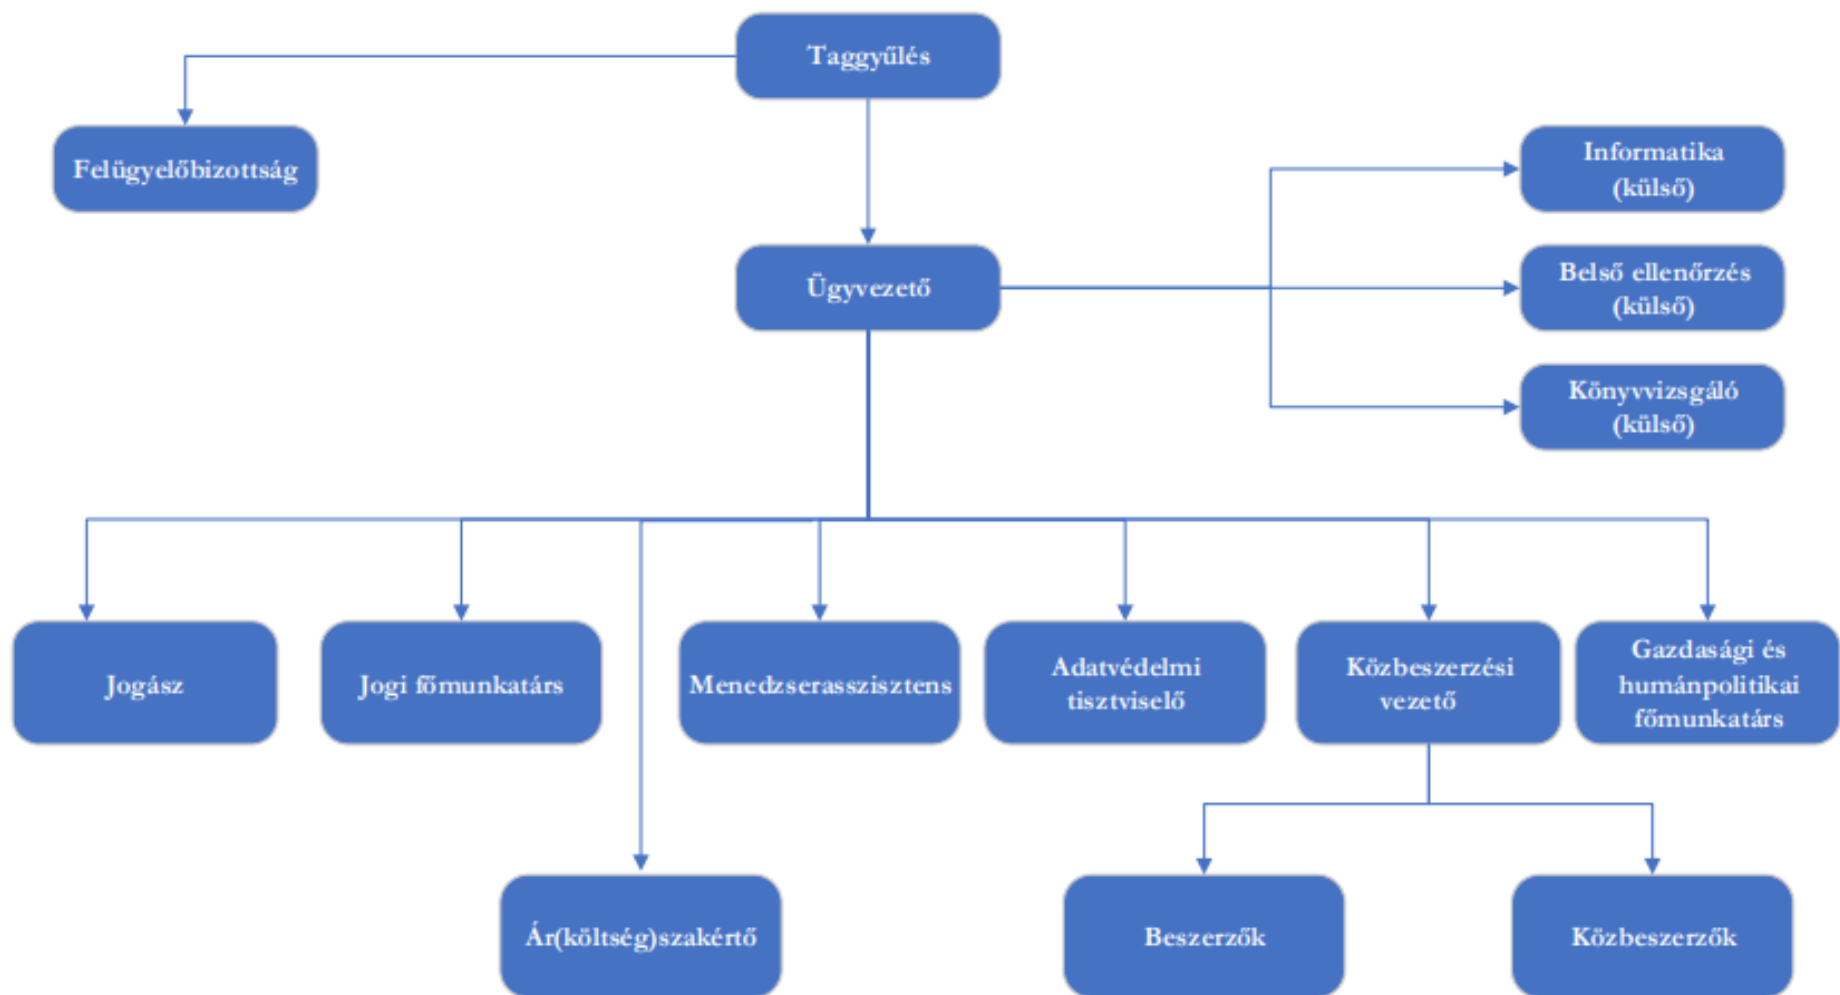 Taggyűlés
Felügyelőbizottság
Informatika
(külső)
Ügyvezető
Belső ellenőrzés
(külső)
Könyvvizsgáló
(külső)
Jogász
Jogi főmunkatárs
Menedzserasszisztens
Adatvédelmi
tisztviselő
Közbeszerzési
vezető
Gazdasági és
humánpolitikai
főmunkatárs
Ár(költség)szakértő
Beszerzők
Közbeszerzők